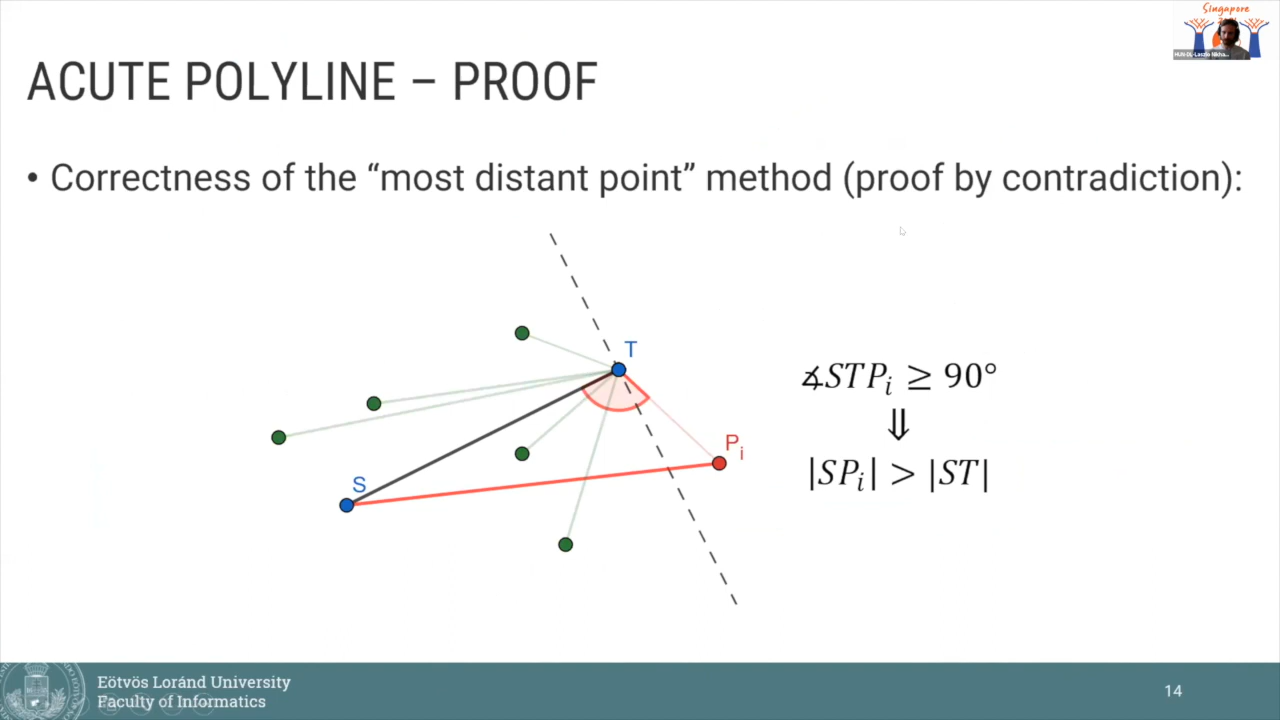 Singapore
ACUTE POLYLINE – PROOF
• Correctness of the “most distant point” method (proof by contradiction):
T
P_i
S
∡STP_i ≥ 90°
⇓
|SP_i| > |ST|
Eötvös Loránd University
Faculty of Informatics
14